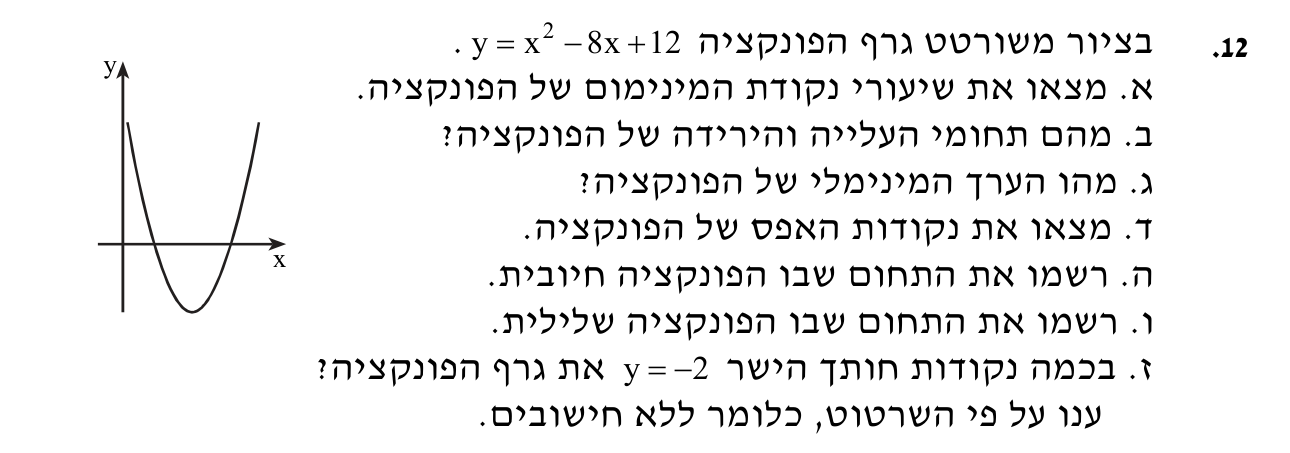 12. בציור משורטט גרף הפונקציה y = x² – 8x + 12 .
א. מצאו את שיעורי נקודת המינימום של הפונקציה.
ב. מהם תחומי העלייה והירידה של הפונקציה?
ג. מהו הערך המינימלי של הפונקציה?
ד. מצאו את נקודות האפס של הפונקציה.
ה. רשמו את התחום שבו הפונקציה חיובית.
ו. רשמו את התחום שבו הפונקציה שלילית.
ז. בכמה נקודות חותך הישר y = –2 את גרף הפונקציה?
ענו על פי השרטוט, כלומר ללא חישובים.
y
x